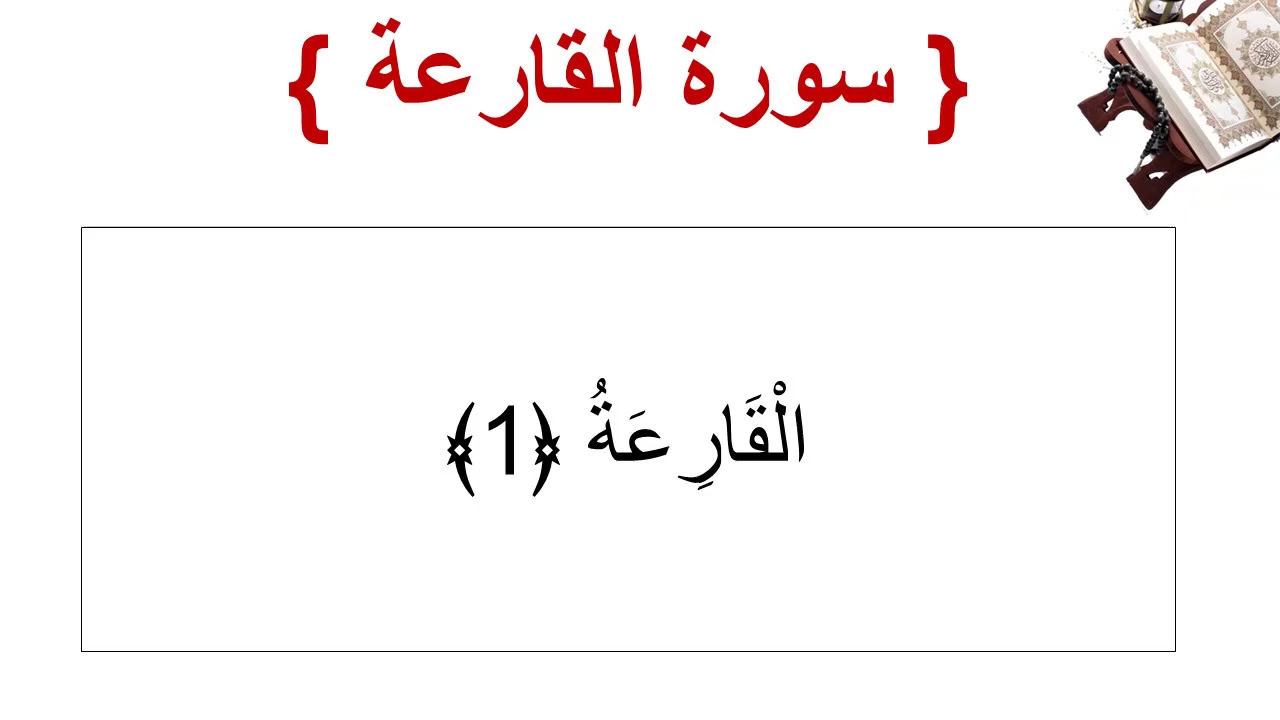 { سورة القارعة }
الْقَارِعَةُ ﴿1﴾